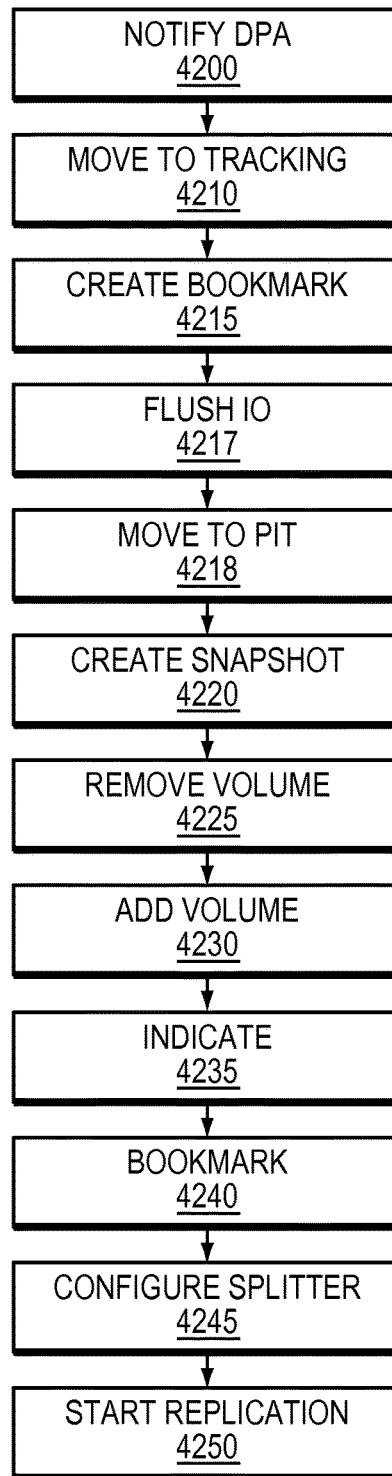 NOTIFY DPA
4200
MOVE TO TRACKING
4210
CREATE BOOKMARK
4215
FLUSH IO
4217
MOVE TO PIT
4218
CREATE SNAPSHOT
4220
REMOVE VOLUME
4225
ADD VOLUME
4230
INDICATE
4235
BOOKMARK
4240
CONFIGURE SPLITTER
4245
START REPLICATION
4250